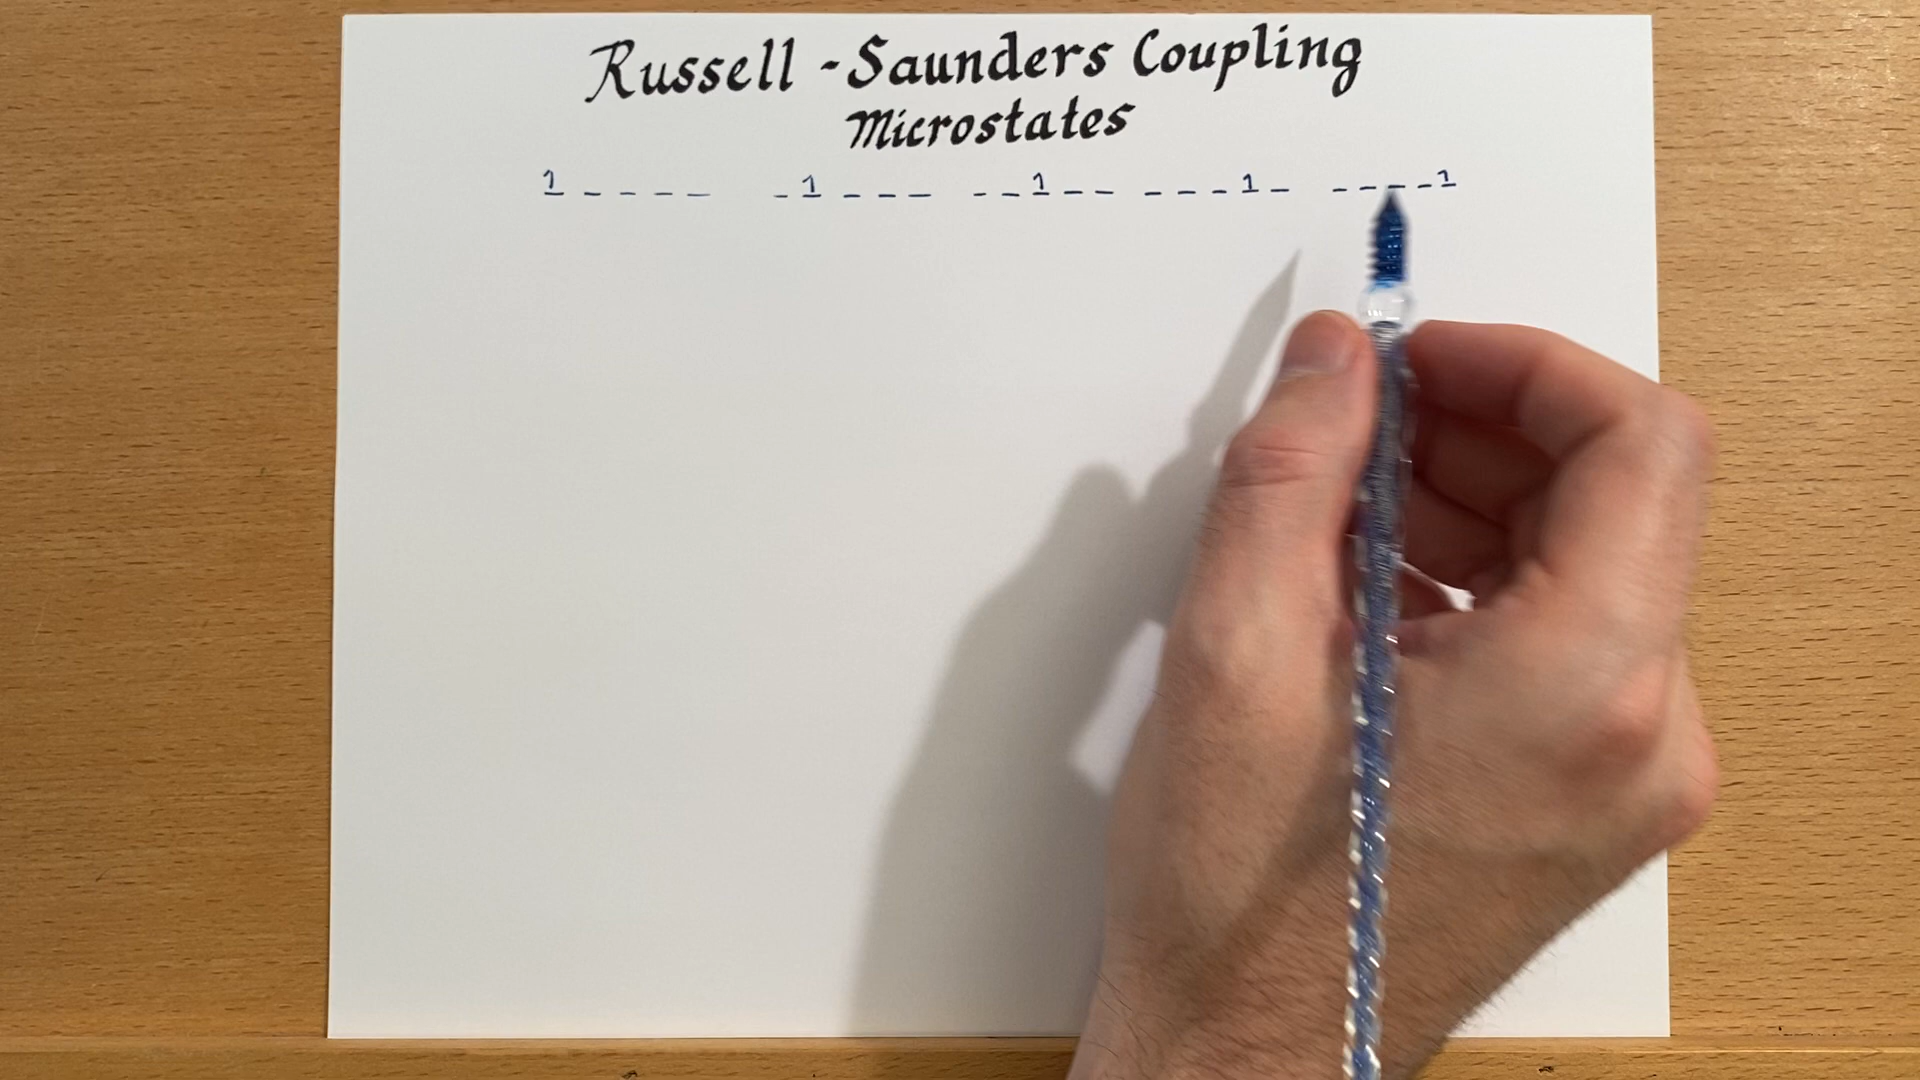 Russell - Saunders Coupling
Microstates
1 _ _ _ _ _ 1 _ _ _ _ _ 1 _ _ _ _ _ 1 _ _ _ _ _ 1